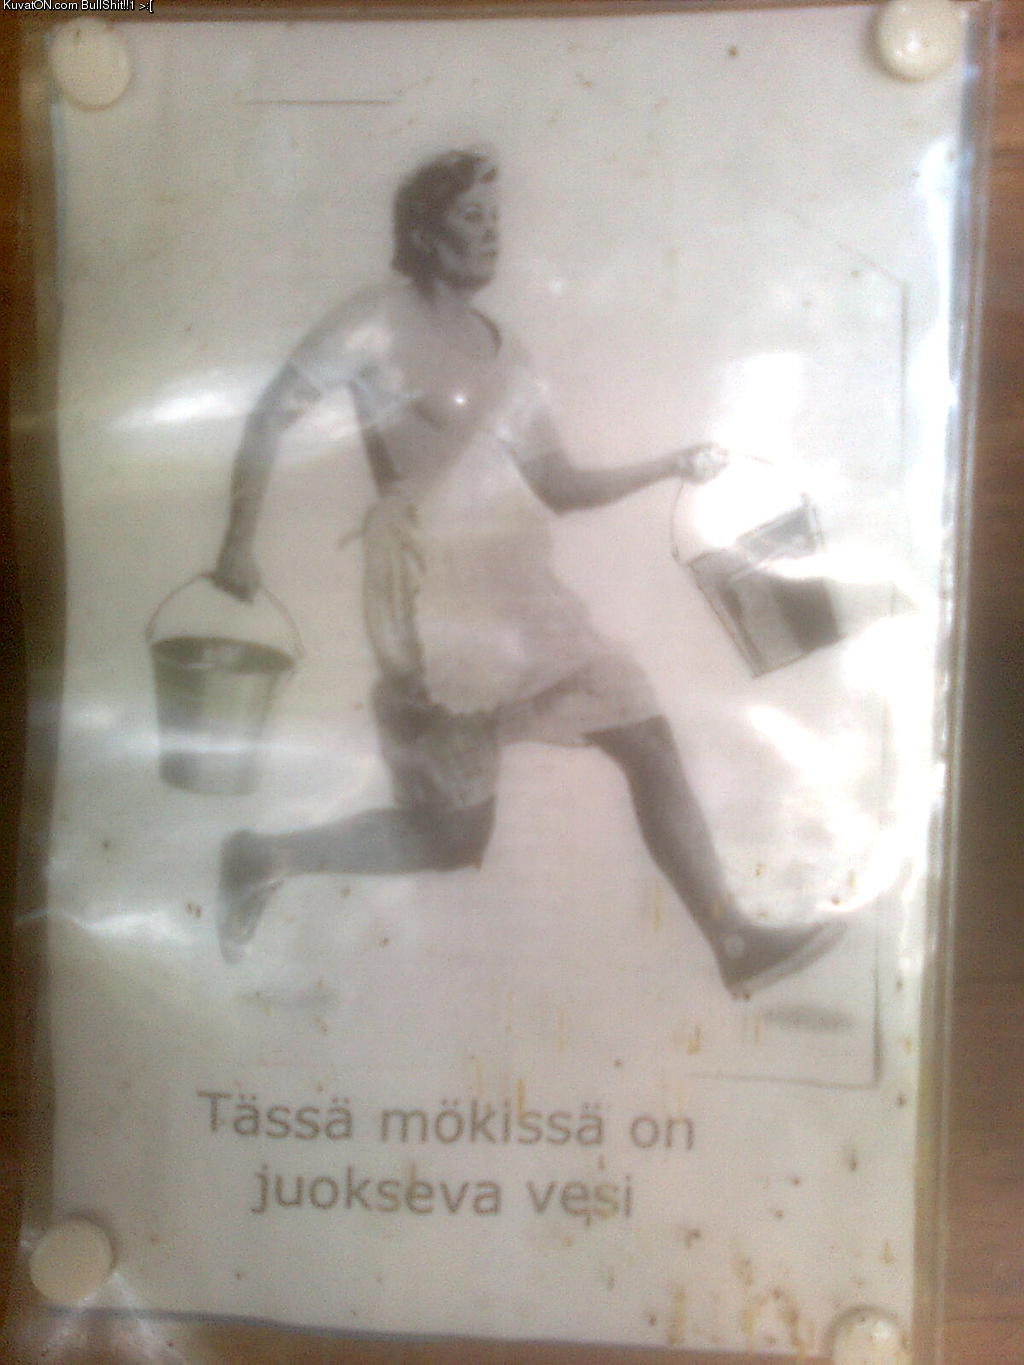 KuvatON.com BullShit!!1 >:[
Tässä mökissä on
juokseva vesi